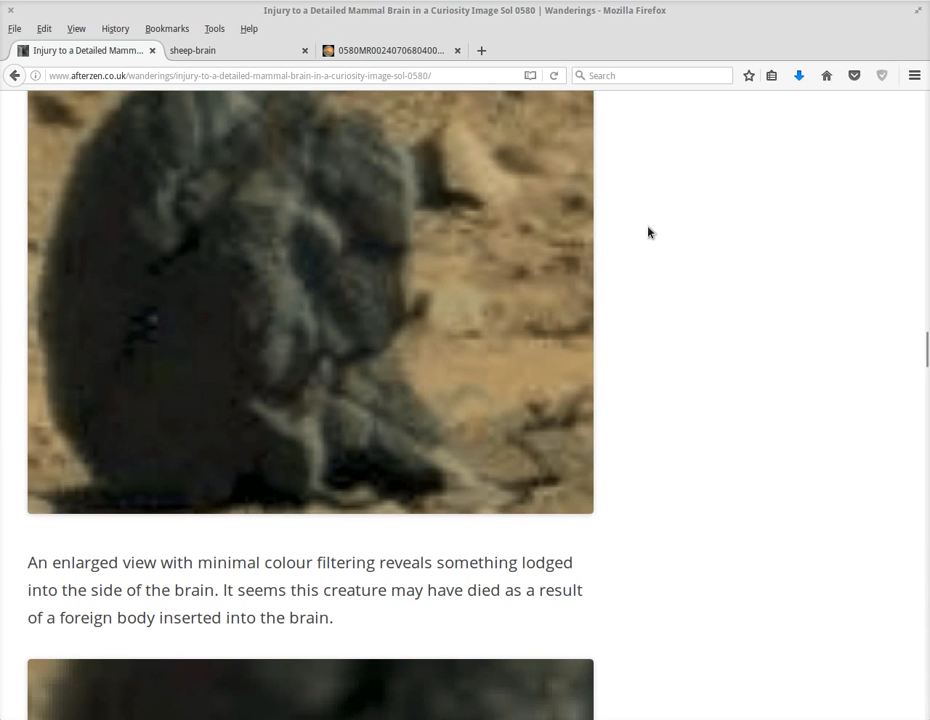 Injury to a Detailed Mammal Brain in a Curiosity Image Sol 0580 | Wanderings - Mozilla Firefox
File Edit View History Bookmarks Tools Help
Injury to a Detailed Mamm... sheep-brain 0580MR0024070680400...
www.afterzen.co.uk/wanderings/injury-to-a-detailed-mammal-brain-in-a-curiosity-image-sol-0580/ Search
An enlarged view with minimal colour filtering reveals something lodged
into the side of the brain. It seems this creature may have died as a result
of a foreign body inserted into the brain.